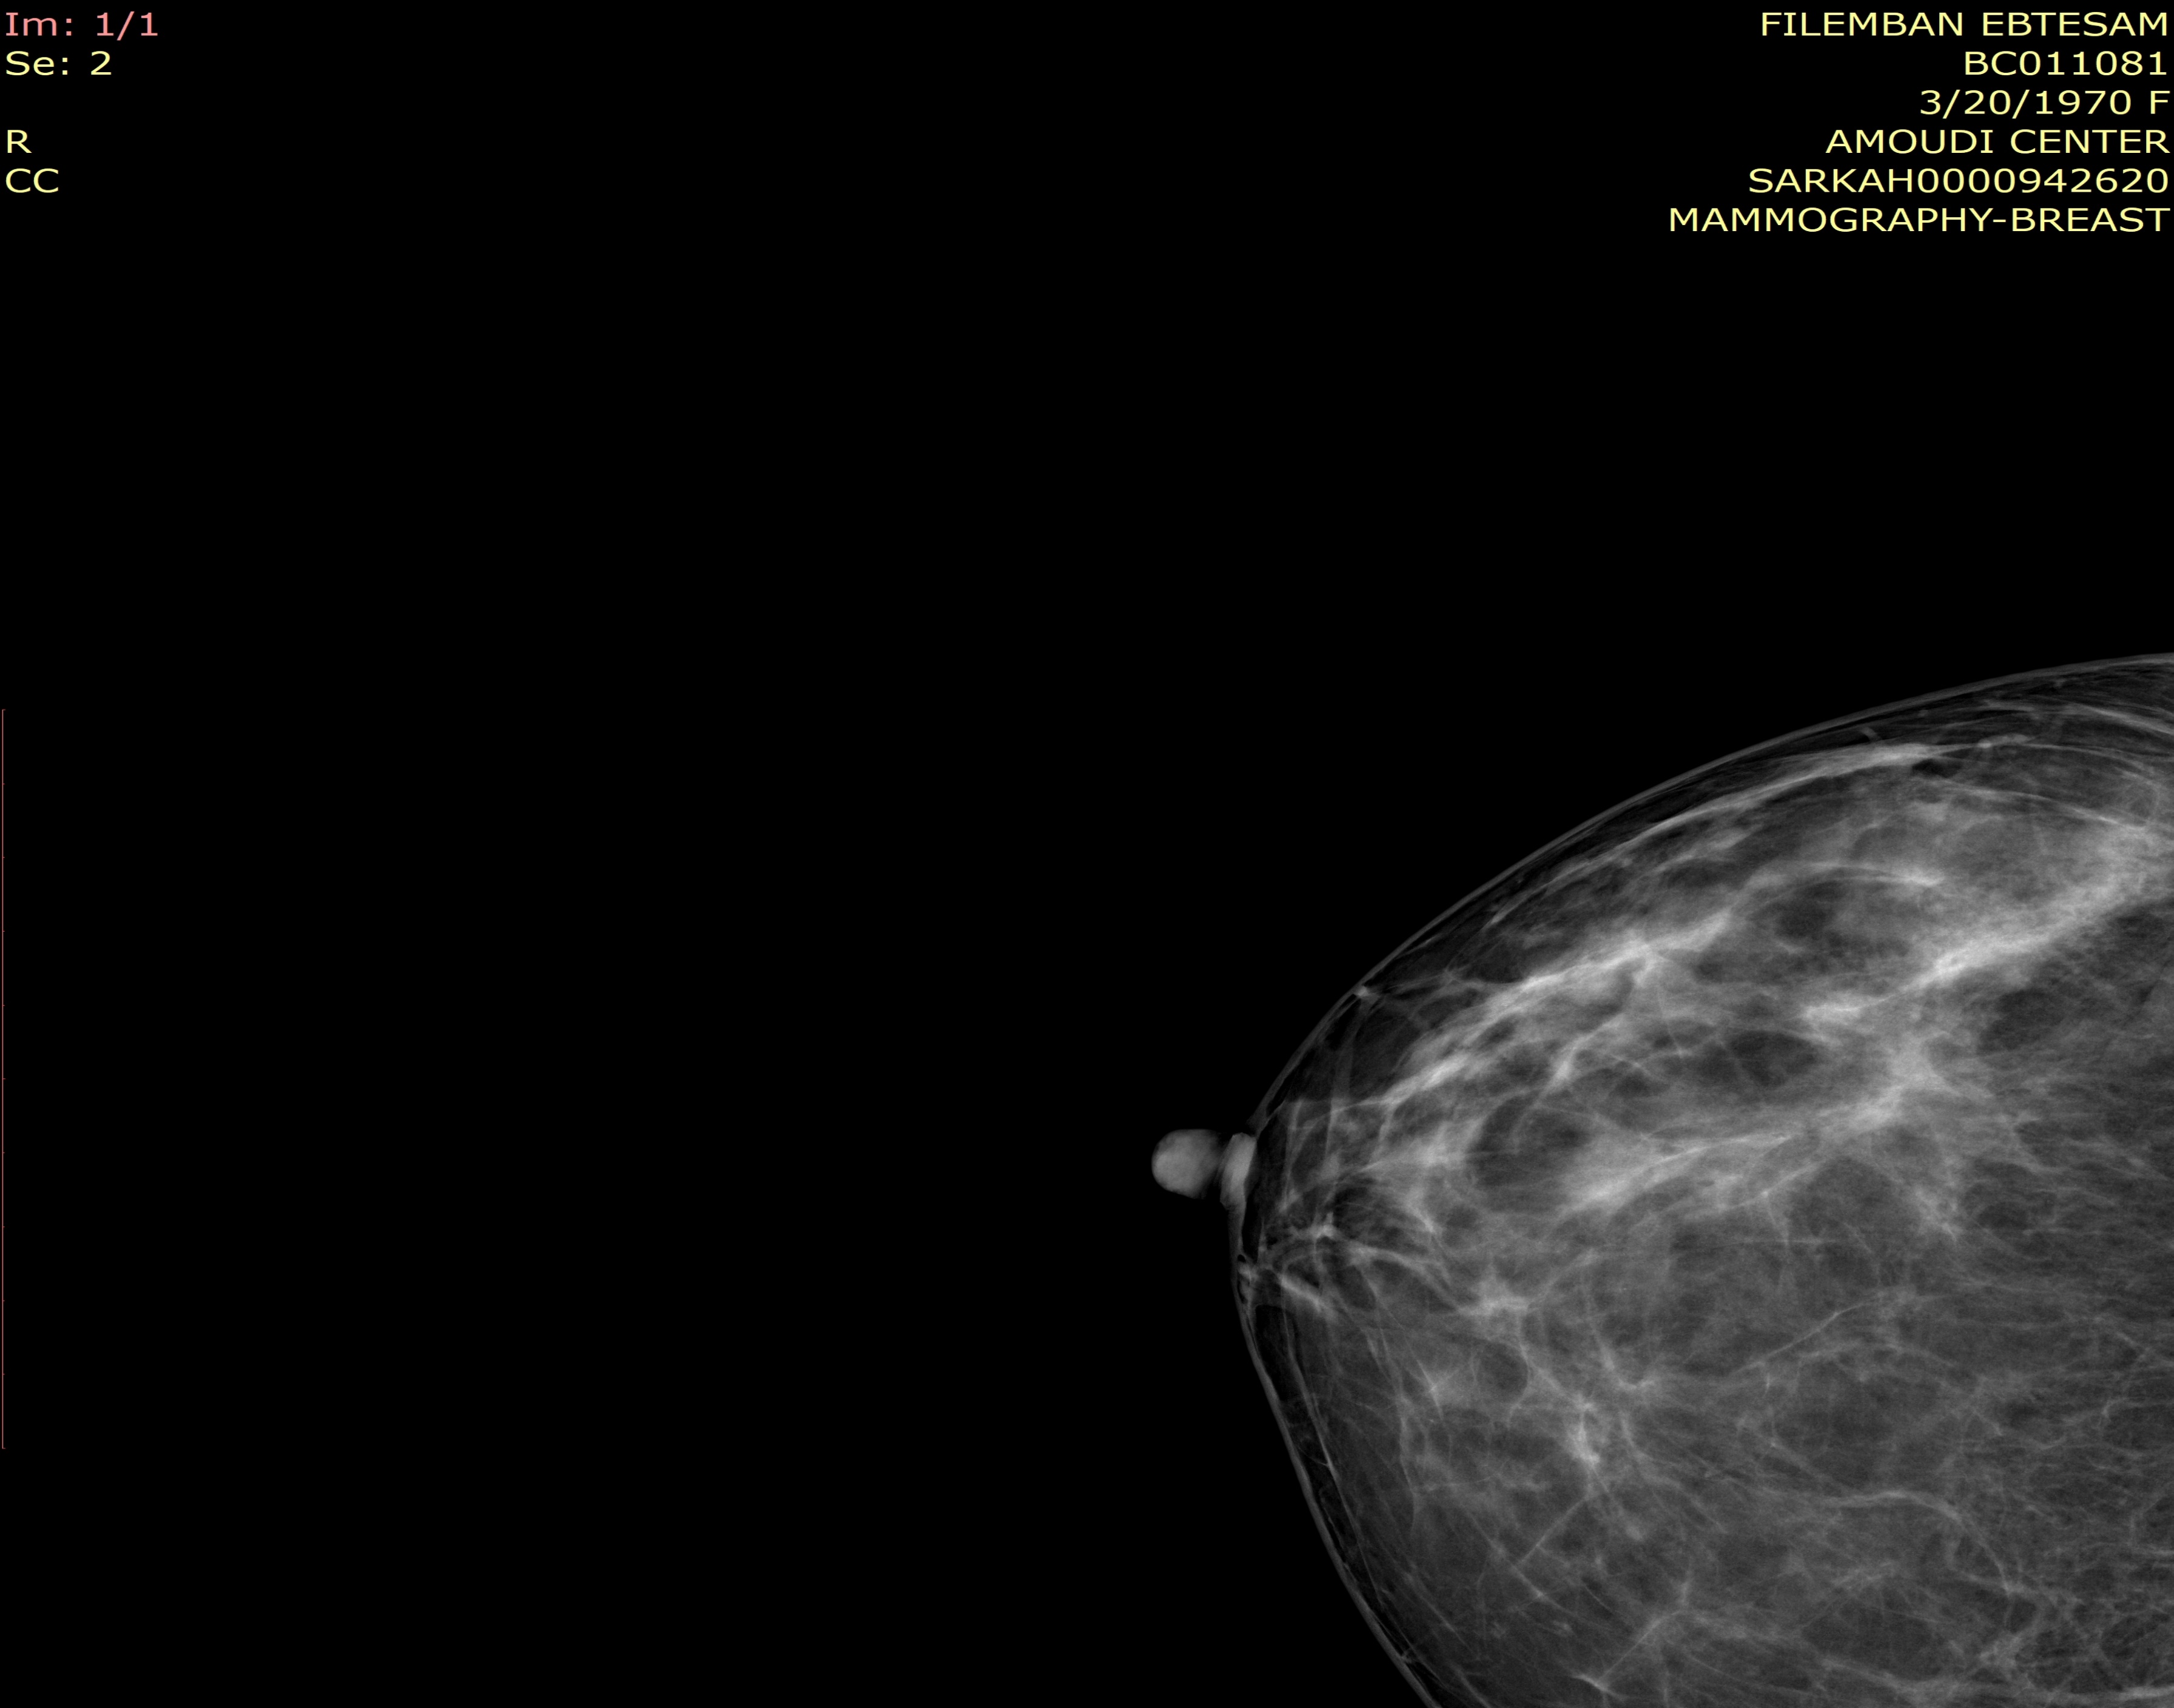 Im: 1/1
Se: 2
R
CC
FILEMBAN EBTESAM
BC011081
3/20/1970 F
AMOUDI CENTER
SARKAH0000942620
MAMMOGRAPHY-BREAST